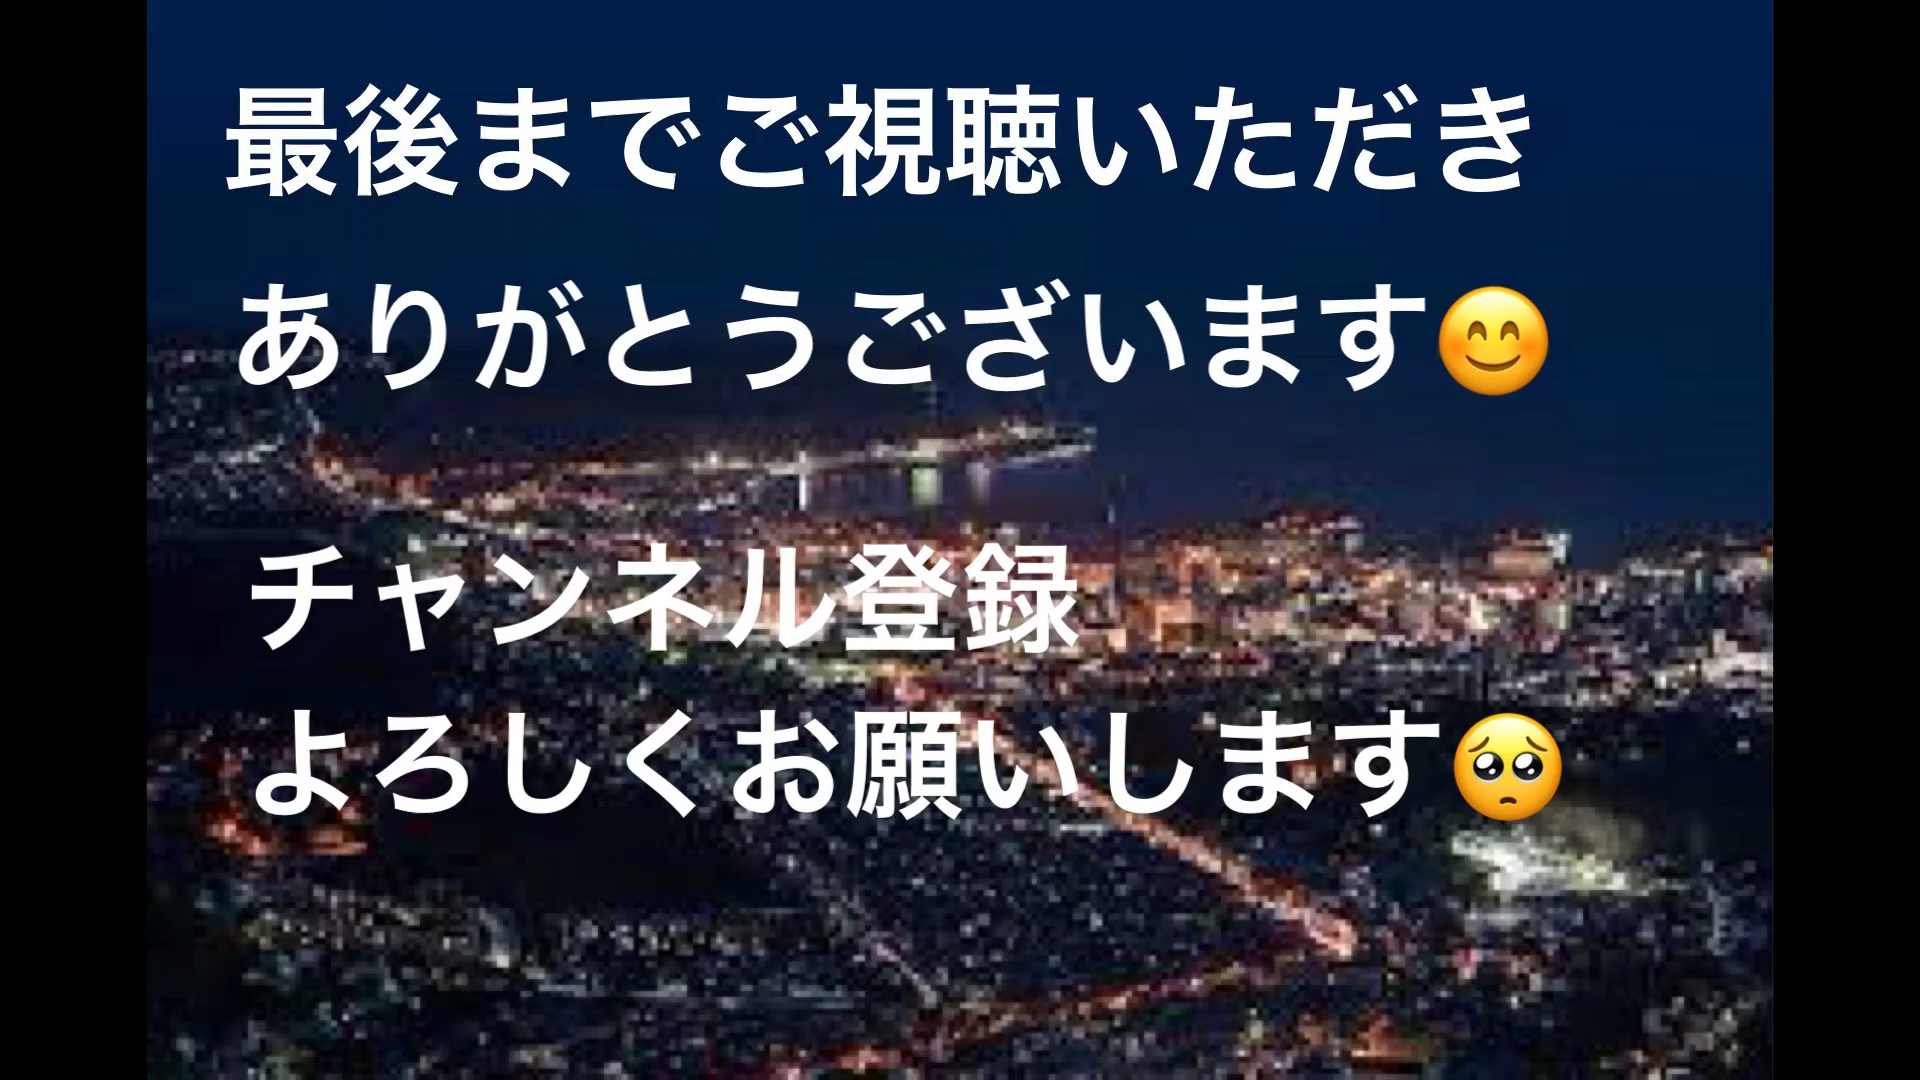 最後までご視聴いただき
ありがとうございます😊
チャンネル登録
よろしくお願いします🥺